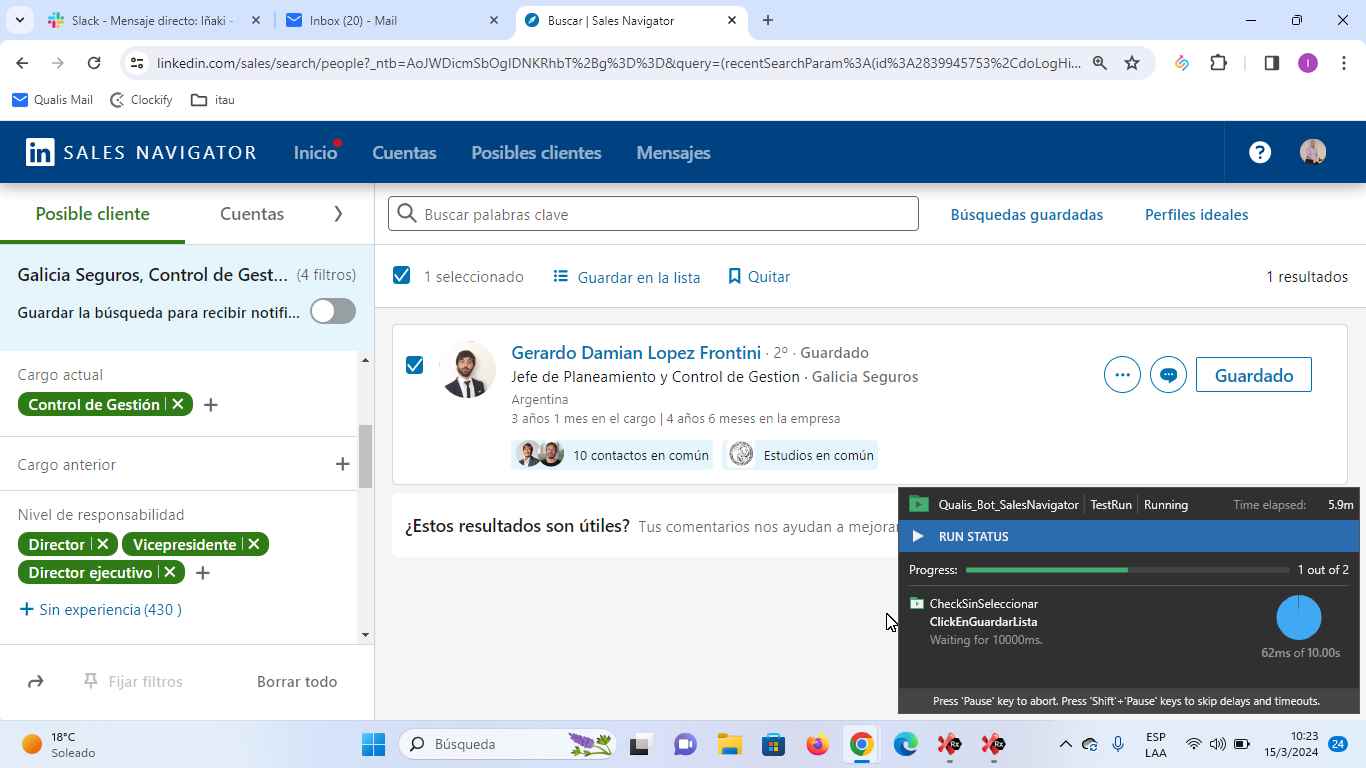 Slack - Mensaje directo: Iñaki -
Inbox (20) - Mail
Buscar | Sales Navigator
linkedin.com/sales/search/people?_ntb=AoJWDicmSbOgIDNKRhbT%2Bg%3D%3D&query=(recentSearchParam%3A(id%3A2839945753%2CdoLogHi...
I
Qualis Mail
Clockify
itau
in SALES NAVIGATOR
Inicio
Cuentas
Posibles clientes
Mensajes
?
Posible cliente
Cuentas
Buscar palabras clave
Búsquedas guardadas
Perfiles ideales
Galicia Seguros, Control de Gest... (4 filtros)
Guardar la búsqueda para recibir notifi...
1 seleccionado
Guardar en la lista
Quitar
1 resultados
Cargo actual
Control de Gestión
Cargo anterior
Nivel de responsabilidad
Director
Vicepresidente
Director ejecutivo
+ Sin experiencia (430 )
Fijar filtros
Borrar todo
Gerardo Damian Lopez Frontini · 2º · Guardado
Jefe de Planeamiento y Control de Gestion · Galicia Seguros
Argentina
3 años 1 mes en el cargo | 4 años 6 meses en la empresa
10 contactos en común
Estudios en común
Guardado
¿Estos resultados son útiles? Tus comentarios nos ayudan a mejorar
Qualis_Bot_SalesNavigator
TestRun
Running
Time elapsed: 5.9m
RUN STATUS
Progress:
1 out of 2
CheckSinSeleccionar
ClickEnGuardarLista
Waiting for 10000ms.
62ms of 10.00s
Press 'Pause' key to abort. Press 'Shift'+'Pause' keys to skip delays and timeouts.
18°C
Soleado
Búsqueda
Rx
Rx
ESP
LAA
10:23
15/3/2024
24